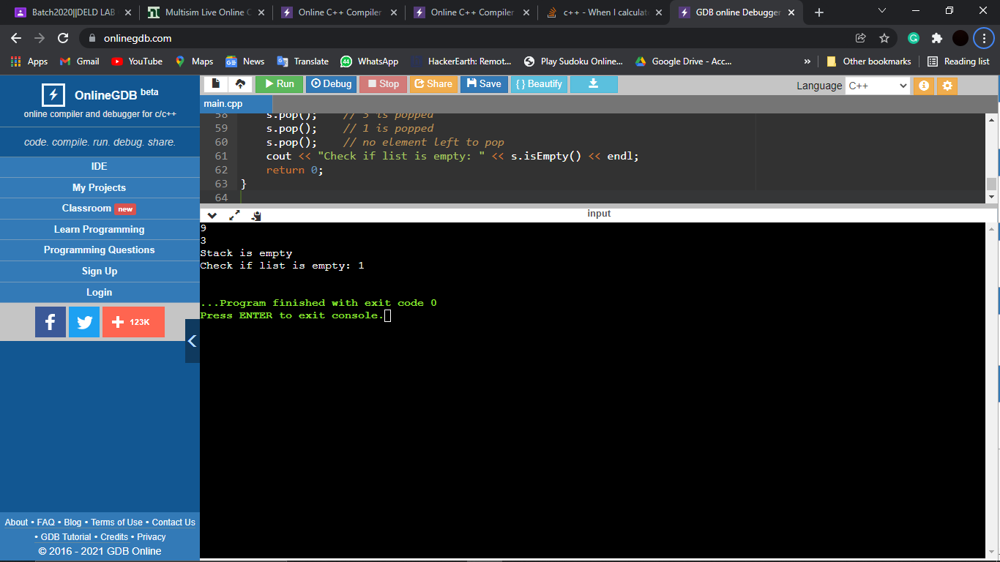 Batch2020||DELD LAB
Multisim Live Online C
Online C++ Compiler
Online C++ Compiler
c++ - When I calculat
GDB online Debugger
onlinegdb.com
Apps
Gmail
YouTube
Maps
News
Translate
WhatsApp
HackerEarth: Remot...
Play Sudoku Online...
Google Drive - Acc...
»
Other bookmarks
Reading list
OnlineGDB beta
online compiler and debugger for c/c++
code. compile. run. debug. share.
IDE
My Projects
Classroom new
Learn Programming
Programming Questions
Sign Up
Login
f
+ 123K
About • FAQ • Blog • Terms of Use • Contact Us
• GDB Tutorial • Credits • Privacy
© 2016 - 2021 GDB Online
Run
Debug
Stop
Share
Save
{ } Beautify
Language C++
main.cpp
58 s.pop(); // 3 is popped
59 s.pop(); // 1 is popped
60 s.pop(); // no element left to pop
61 cout << "Check if list is empty: " << s.isEmpty() << endl;
62 return 0;
63 }
64
input
9
3
Stack is empty
Check if list is empty: 1
...Program finished with exit code 0
Press ENTER to exit console.